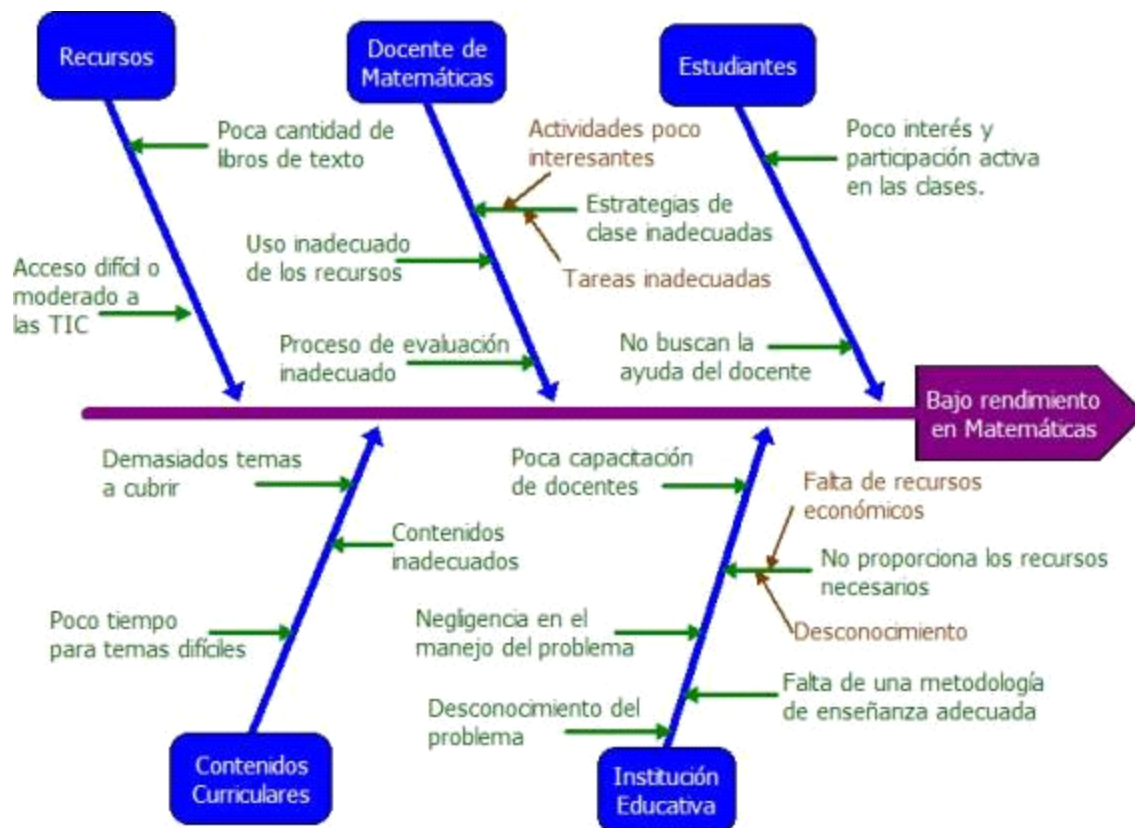 Recursos
Docente de
Matemáticas
Estudiantes
Poca cantidad de
libros de texto
Actividades poco
interesantes
Poco interés y
participación activa
en las clases.
Estrategias de
clase inadecuadas
Uso inadecuado
de los recursos
Tareas inadecuadas
Acceso difícil o
moderado a
las TIC
Proceso de evaluación
inadecuado
No buscan la
ayuda del docente
Bajo rendimiento
en Matemáticas
Demasiados temas
a cubrir
Poca capacitación
de docentes
Falta de recursos
económicos
Contenidos
inadecuados
No proporciona los recursos
necesarios
Poco tiempo
para temas difíciles
Negligencia en el
manejo del problema
Desconocimiento
Falta de una metodología
de enseñanza adecuada
Desconocimiento del
problema
Contenidos
Curriculares
Institución
Educativa